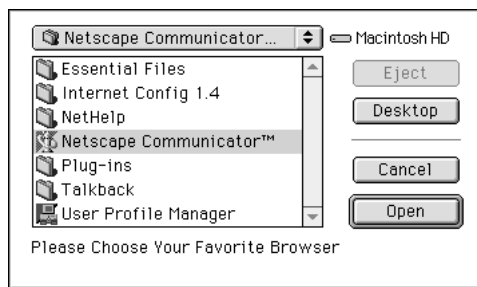 Netscape Communicator...
Macintosh HD
Essential Files
Internet Config 1.4
NetHelp
Netscape Communicator™
Plug-ins
Talkback
User Profile Manager
Eject
Desktop
Cancel
Open
Please Choose Your Favorite Browser